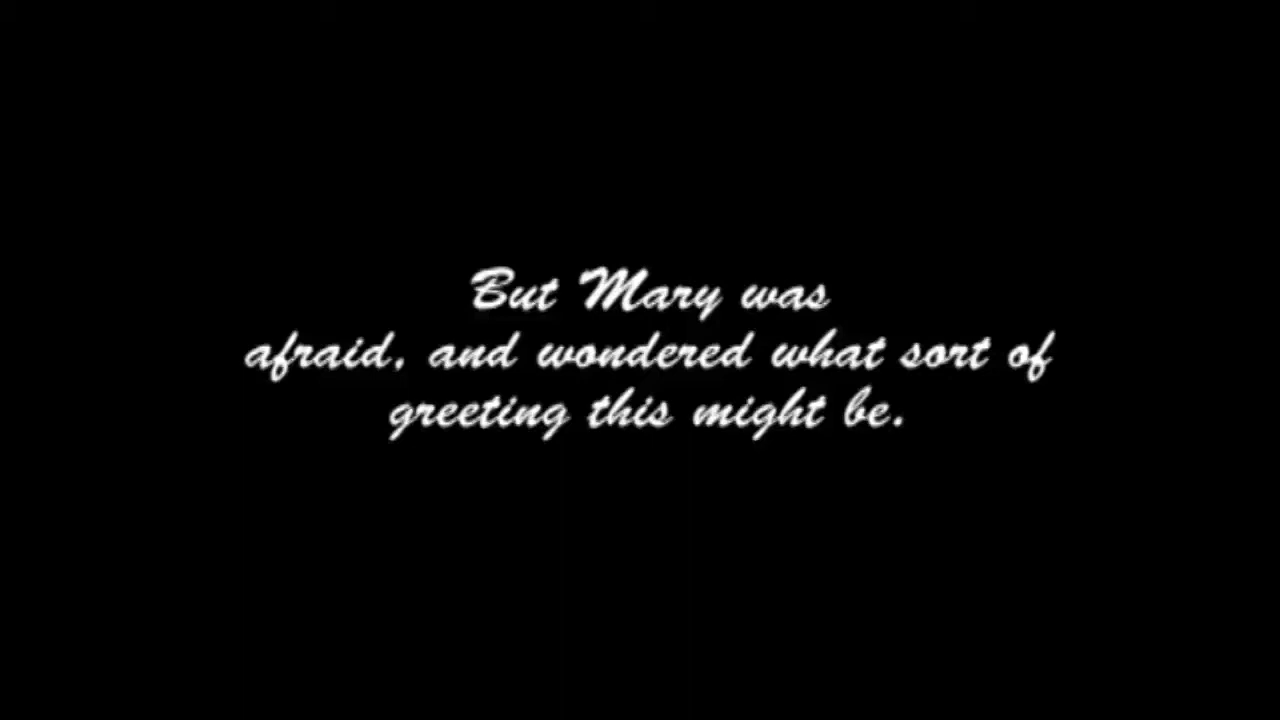 But Mary was
afraid, and wondered what sort of
greeting this might be.